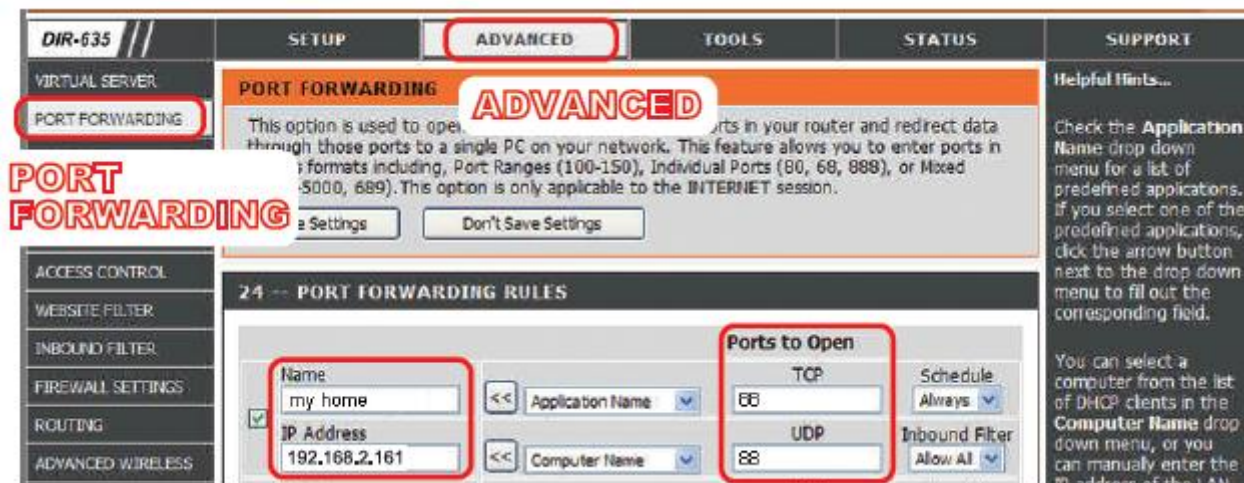 DIR-635
SETUP
ADVANCED
TOOLS
STATUS
SUPPORT
VIRTUAL SERVER
PORT FORWARDING
PORT
FORWARDING
ACCESS CONTROL
WEBSITE FILTER
INBOUND FILTER
FIREWALL SETTINGS
ROUTING
ADVANCED WIRELESS
PORT FORWARDING
ADVANCED
This option is used to open rts in your router and redirect data
through those ports to a single PC on your network. This feature allows you to enter ports in
formats including, Port Ranges (100-150), Individual Ports (80, 68, 888), or Mixed
-5000, 689). This option is only applicable to the INTERNET session.
e Settings
Don't Save Settings
24 -- PORT FORWARDING RULES
Ports to Open
Name
my home
<<
Application Name
TCP
88
Schedule
Always
IP Address
192.168.2.161
<<
Computer Name
UDP
88
Inbound Filter
Allow All
Helpful Hints...
Check the Application
Name drop down
menu for a list of
predefined applications.
If you select one of the
predefined applications,
click the arrow button
next to the drop down
menu to fill out the
corresponding field.
You can select a
computer from the list
of DHCP clients in the
Computer Name drop
down menu, or you
can manually enter the
IP address of the LAN